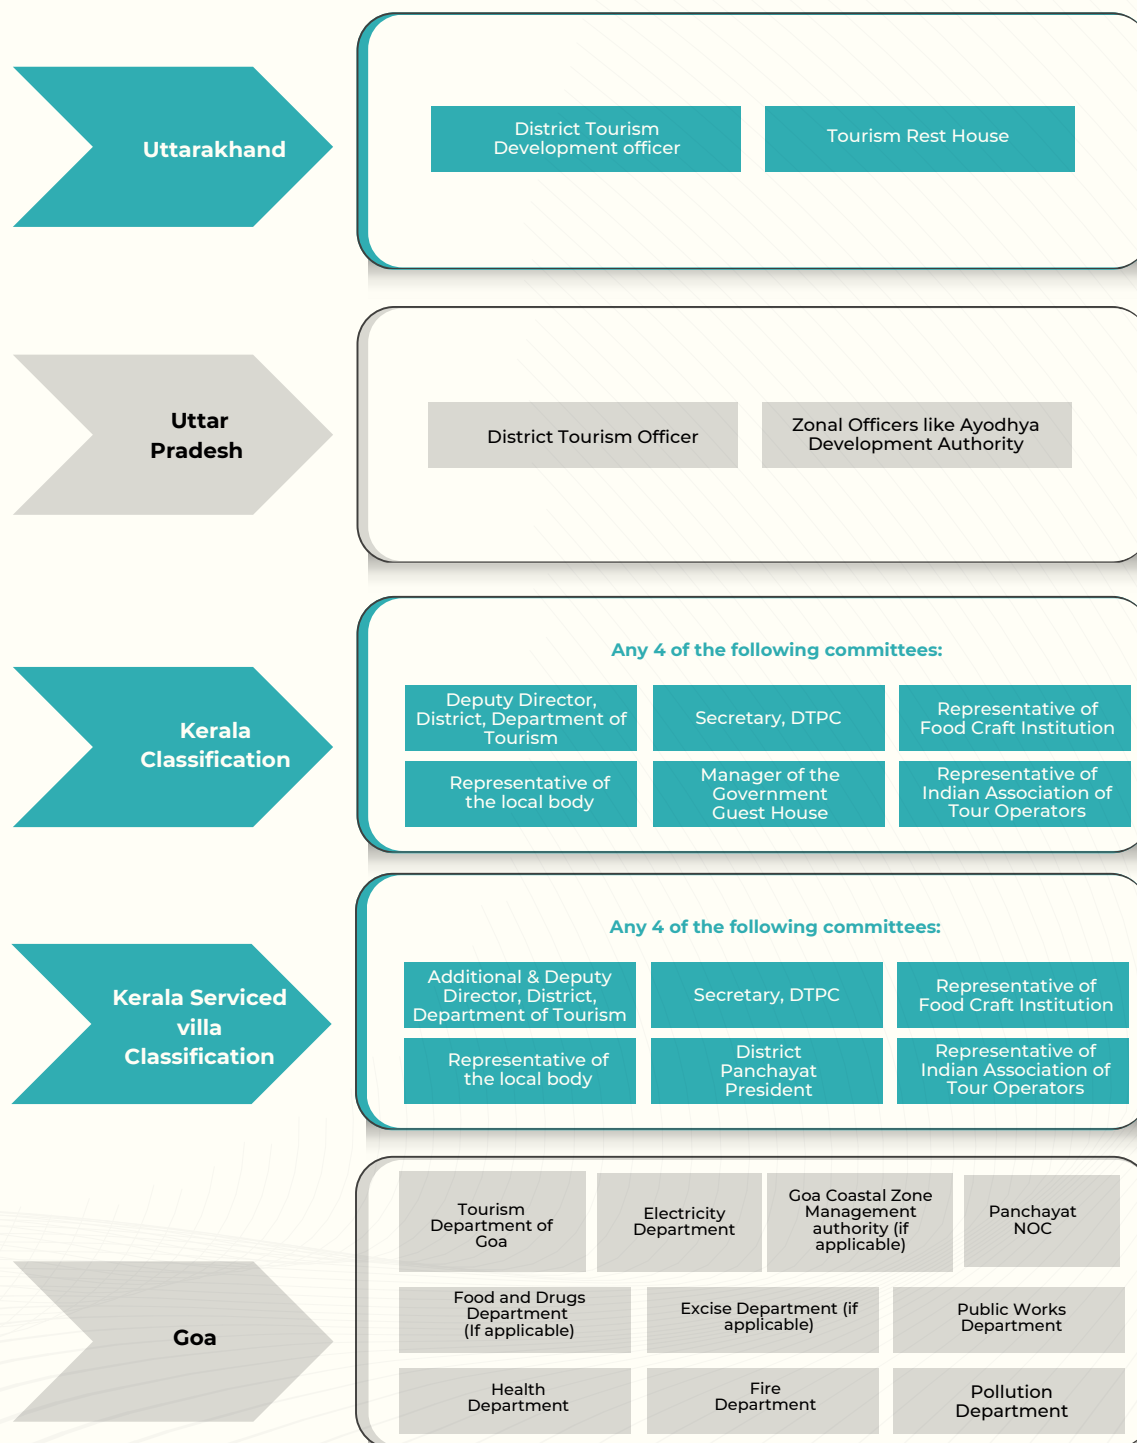 Uttarakhand
District Tourism
Development officer
Tourism Rest House
Uttar
Pradesh
District Tourism Officer
Zonal Officers like Ayodhya
Development Authority
Kerala
Classification
Any 4 of the following committees:
Deputy Director,
District, Department of
Tourism
Secretary, DTPC
Representative of
Food Craft Institution
Representative of
the local body
Manager of the
Government
Guest House
Representative of
Indian Association of
Tour Operators
Kerala Serviced
villa
Classification
Any 4 of the following committees:
Additional & Deputy
Director, District,
Department of Tourism
Secretary, DTPC
Representative of
Food Craft Institution
Representative of
the local body
District
Panchayat
President
Representative of
Indian Association of
Tour Operators
Goa
Tourism
Department of
Goa
Electricity
Department
Goa Coastal Zone
Management
authority (if
applicable)
Panchayat
NOC
Food and Drugs
Department
(If applicable)
Excise Department (if
applicable)
Public Works
Department
Health
Department
Fire
Department
Pollution
Department